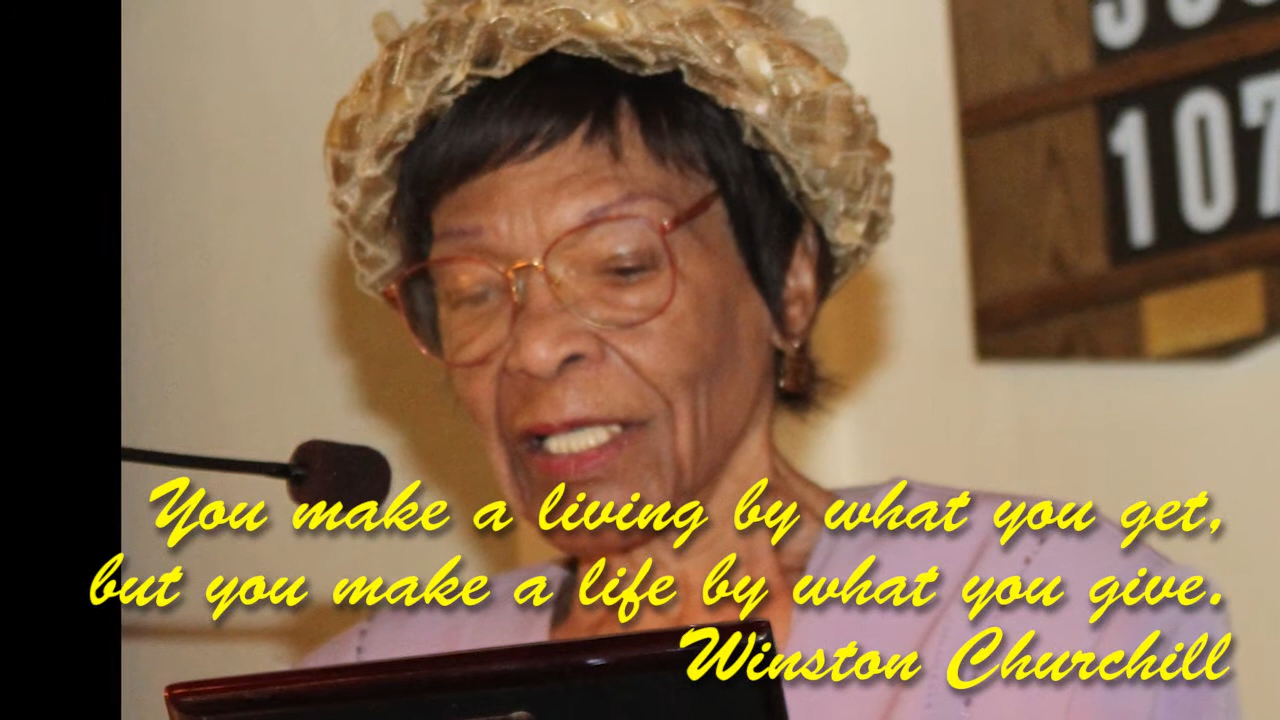 107
You make a living by what you get,
but you make a life by what you give.
Winston Churchill